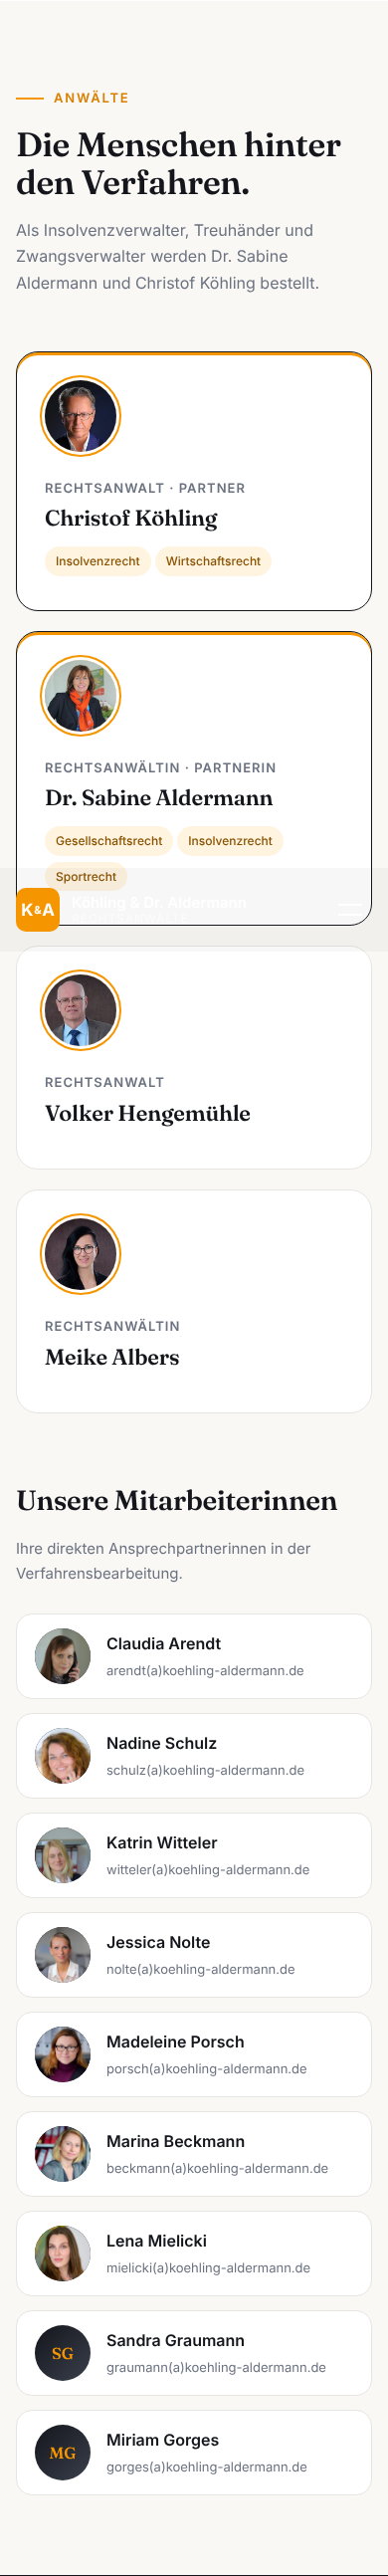 ANWÄLTE
Die Menschen hinter
den Verfahren.
Als Insolvenzverwalter, Treuhänder und
Zwangsverwalter werden Dr. Sabine
Aldermann und Christof Köhling bestellt.
RECHTSANWALT · PARTNER
Christof Köhling
Insolvenzrecht Wirtschaftsrecht
RECHTSANWÄLTIN · PARTNERIN
Dr. Sabine Aldermann
Gesellschaftsrecht Insolvenzrecht
Sportrecht
K&A Köhling & Dr. Aldermann
RECHTSANWALT
Volker Hengemühle
RECHTSANWÄLTIN
Meike Albers
Unsere Mitarbeiterinnen
Ihre direkten Ansprechpartnerinnen in der
Verfahrensbearbeitung.
Claudia Arendt
arendt(a)koehling-aldermann.de
Nadine Schulz
schulz(a)koehling-aldermann.de
Katrin Witteler
witteler(a)koehling-aldermann.de
Jessica Nolte
nolte(a)koehling-aldermann.de
Madeleine Porsch
porsch(a)koehling-aldermann.de
Marina Beckmann
beckmann(a)koehling-aldermann.de
Lena Mielicki
mielicki(a)koehling-aldermann.de
SG
Sandra Graumann
graumann(a)koehling-aldermann.de
MG
Miriam Gorges
gorges(a)koehling-aldermann.de